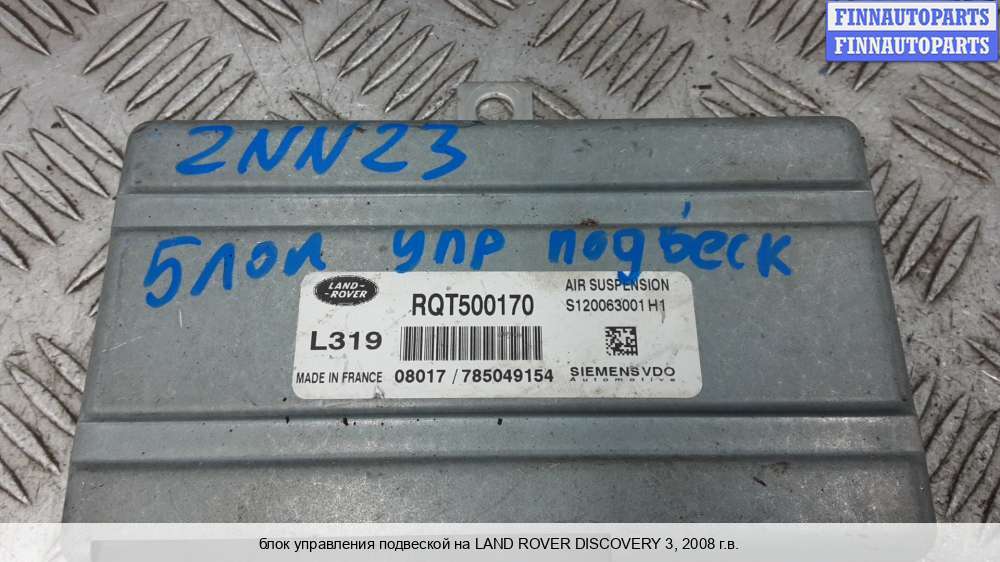 FINNAUTOPARTS
FINNAUTOPARTS
ZNNZ3
блок упр подвеск
LAND-
-ROVER
RQT500170
AIR SUSPENSION
S120063001 H1
L319
MADE IN FRANCE
08017 / 785049154
SIEMENS VDO
Automotive
блок управления подвеской на LAND ROVER DISCOVERY 3, 2008 г.в.